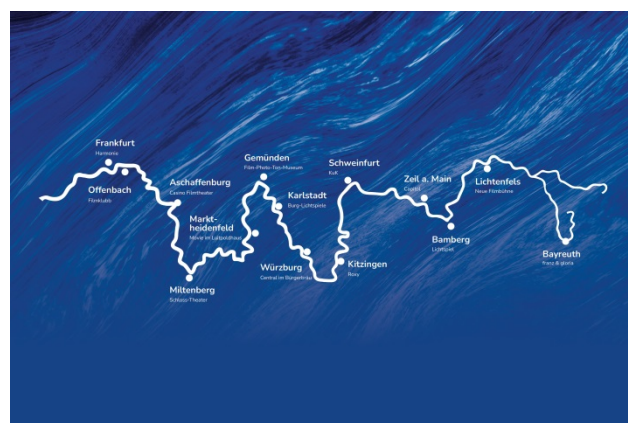 Frankfurt
Harmonie
Offenbach
Filmklubb
Aschaffenburg
Casino Filmtheater
Markt-
heidenfeld
Movie im Luitpoldhaus
Miltenberg
Schloss-Theater
Gemünden
Film-Photo-Ton-Museum
Karlstadt
Burg-Lichtspiele
Würzburg
Central im Bürgerbräu
Schweinfurt
KuK
Kitzingen
Roxy
Zeil a. Main
Capitol
Bamberg
Lichtspiel
Lichtenfels
Neue Filmbühne
Bayreuth
franz & gloria